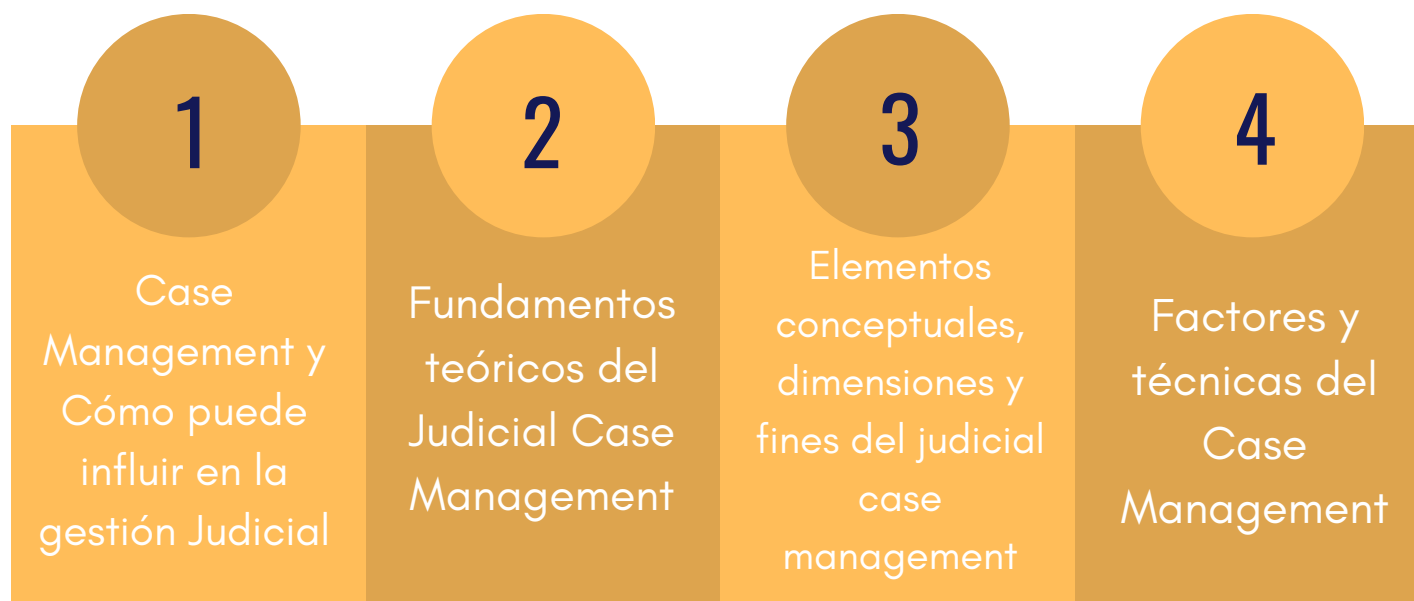 1
Case
Management y
Cómo puede
influir en la
gestión Judicial
2
Fundamentos
teóricos del
Judicial Case
Management
3
Elementos
conceptuales,
dimensiones y
fines del judicial
case
management
4
Factores y
técnicas del
Case
Management